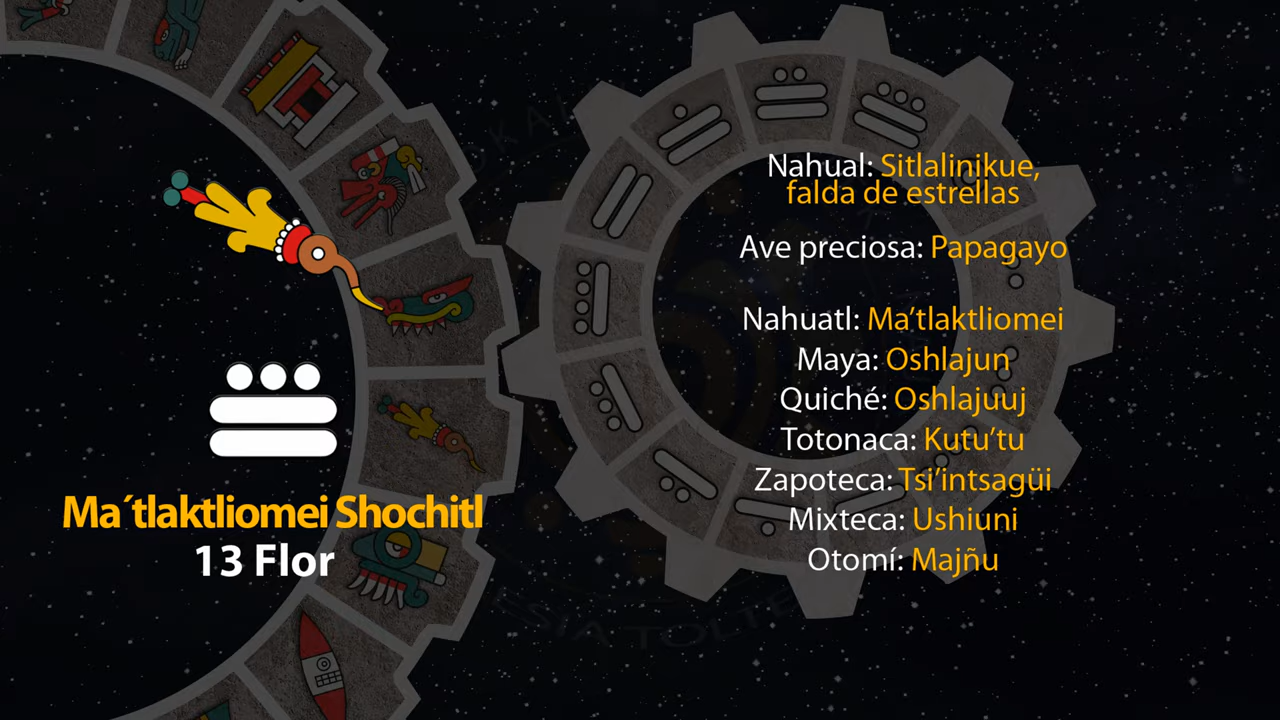 Nahual: Sitlalinikue,
falda de estrellas
Ave preciosa: Papagayo
Nahuatl: Ma’tlaktliomei
Maya: Oshlajun
Quiché: Oshlajuuj
Totonaca: Kutu’tu
Zapoteca: Tsi’intsagüi
Mixteca: Ushiuni
Otomí: Majñu
Ma´tlaktliomei Shochitl
13 Flor